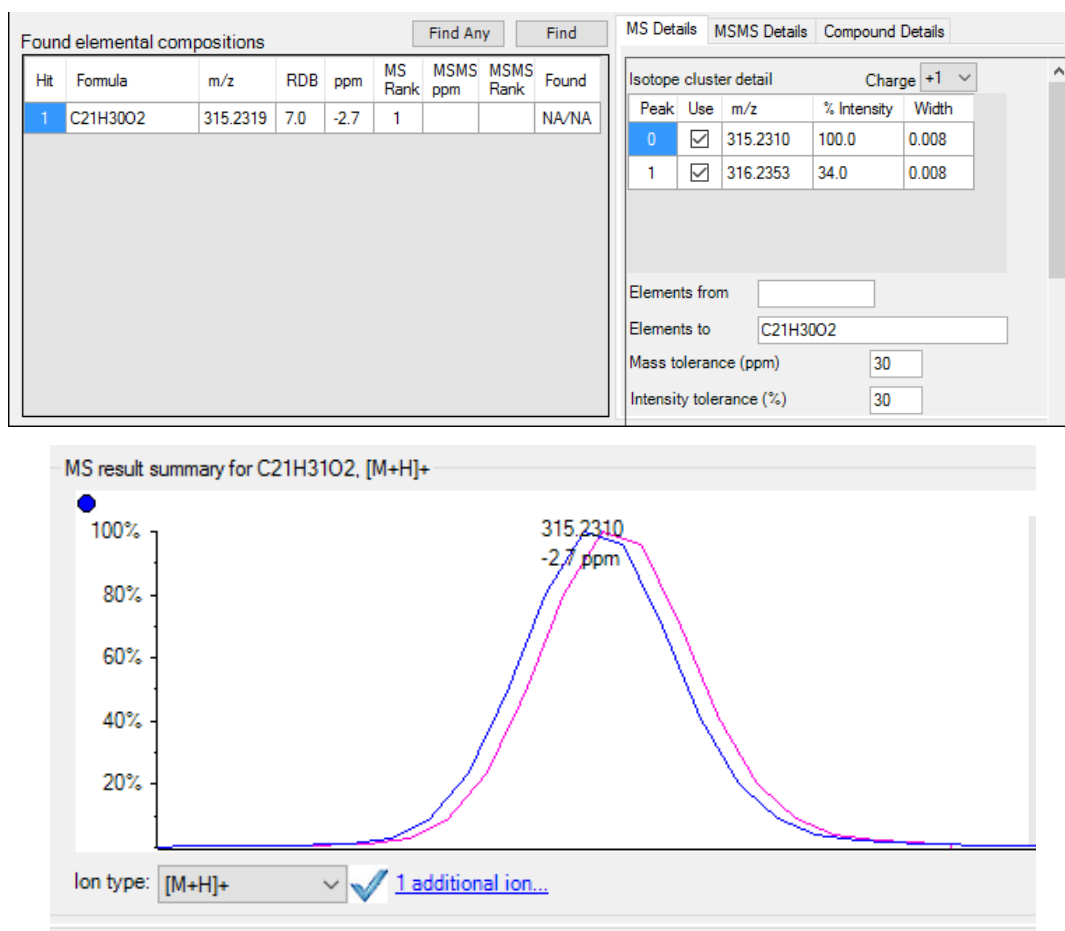 Found elemental compositions Find Any Find
Hit Formula m/z RDB ppm MS Rank MSMS ppm MSMS Rank Found
1 C21H30O2 315.2319 7.0 -2.7 1 NA/NA
MS Details MSMS Details Compound Details
Isotope cluster detail Charge +1
Peak Use m/z % Intensity Width
0 315.2310 100.0 0.008
1 316.2353 34.0 0.008
Elements from
Elements to C21H30O2
Mass tolerance (ppm) 30
Intensity tolerance (%) 30
MS result summary for C21H31O2, [M+H]+
315.2310
-2.7 ppm
100%
80%
60%
40%
20%
Ion type: [M+H]+ 1 additional ion...